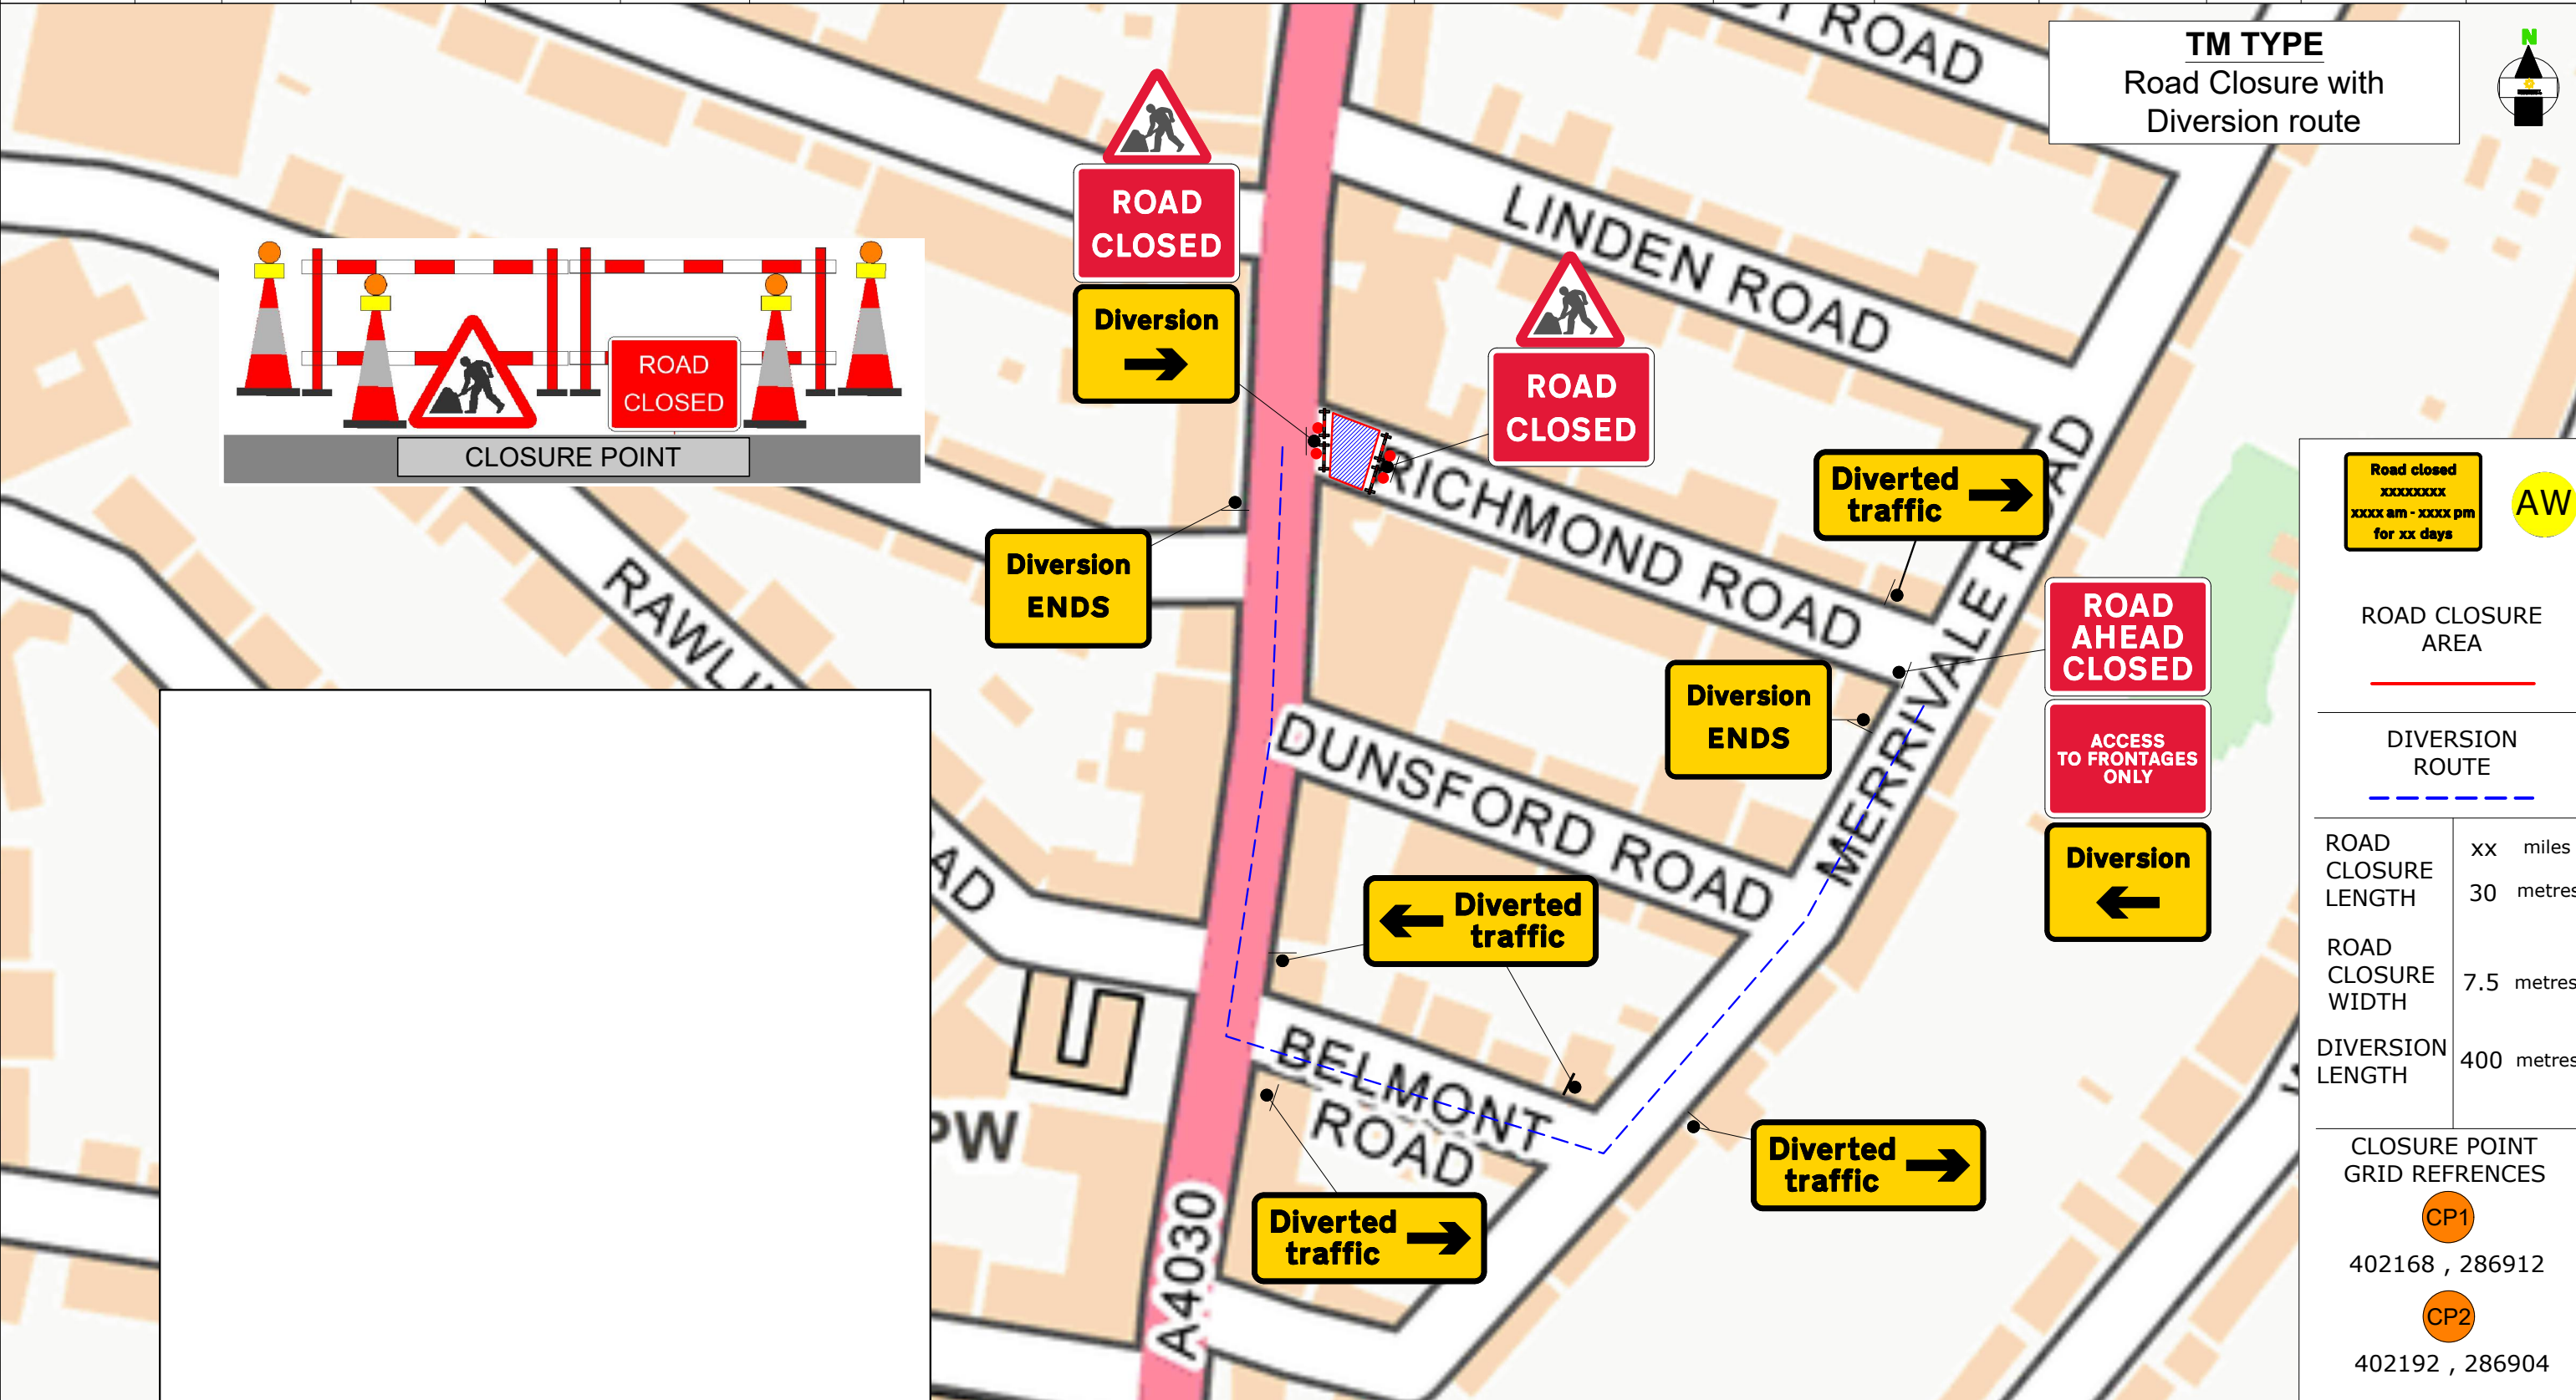 TM TYPE
Road Closure with
Diversion route
N
ROAD
LINDEN ROAD
RICHMOND ROAD
DUNSFORD ROAD
BELMONT
ROAD
MERRIVALE ROAD
A4030
ROAD
CLOSED
Diversion
ROAD
CLOSED
ROAD
CLOSED
CLOSURE POINT
Diversion
ENDS
Diverted
traffic
Diversion
ENDS
ROAD
AHEAD
CLOSED
ACCESS
TO FRONTAGES
ONLY
Diversion
Diverted
traffic
Diverted
traffic
Diverted
traffic
PW
Road closed
xxxxxxxx
xxxx am - xxxx pm
for xx days
AW
ROAD CLOSURE
AREA
DIVERSION
ROUTE
ROAD
CLOSURE
LENGTH
xx miles
30 metres
ROAD
CLOSURE
WIDTH
7.5 metres
DIVERSION
LENGTH
400 metres
CLOSURE POINT
GRID REFRENCES
CP1
402168 , 286912
CP2
402192 , 286904